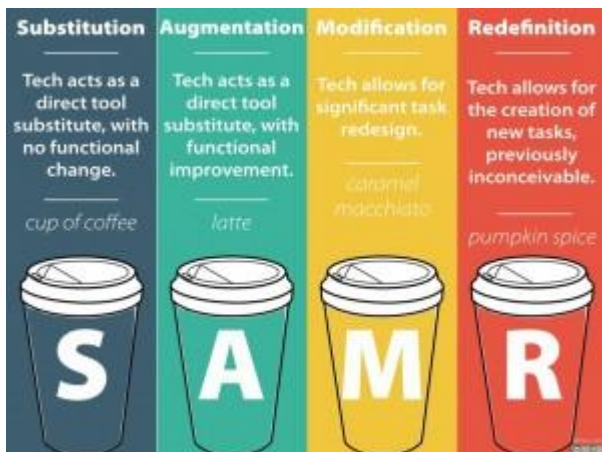 Substitution
Tech acts as a
direct tool
substitute, with
no functional
change.
cup of coffee
S
Augmentation
Tech acts as a
direct tool
substitute, with
functional
improvement.
latte
A
Modification
Tech allows for
significant task
redesign.
caramel
macchiato
M
Redefinition
Tech allows for
the creation of
new tasks,
previously
inconceivable.
pumpkin spice
R